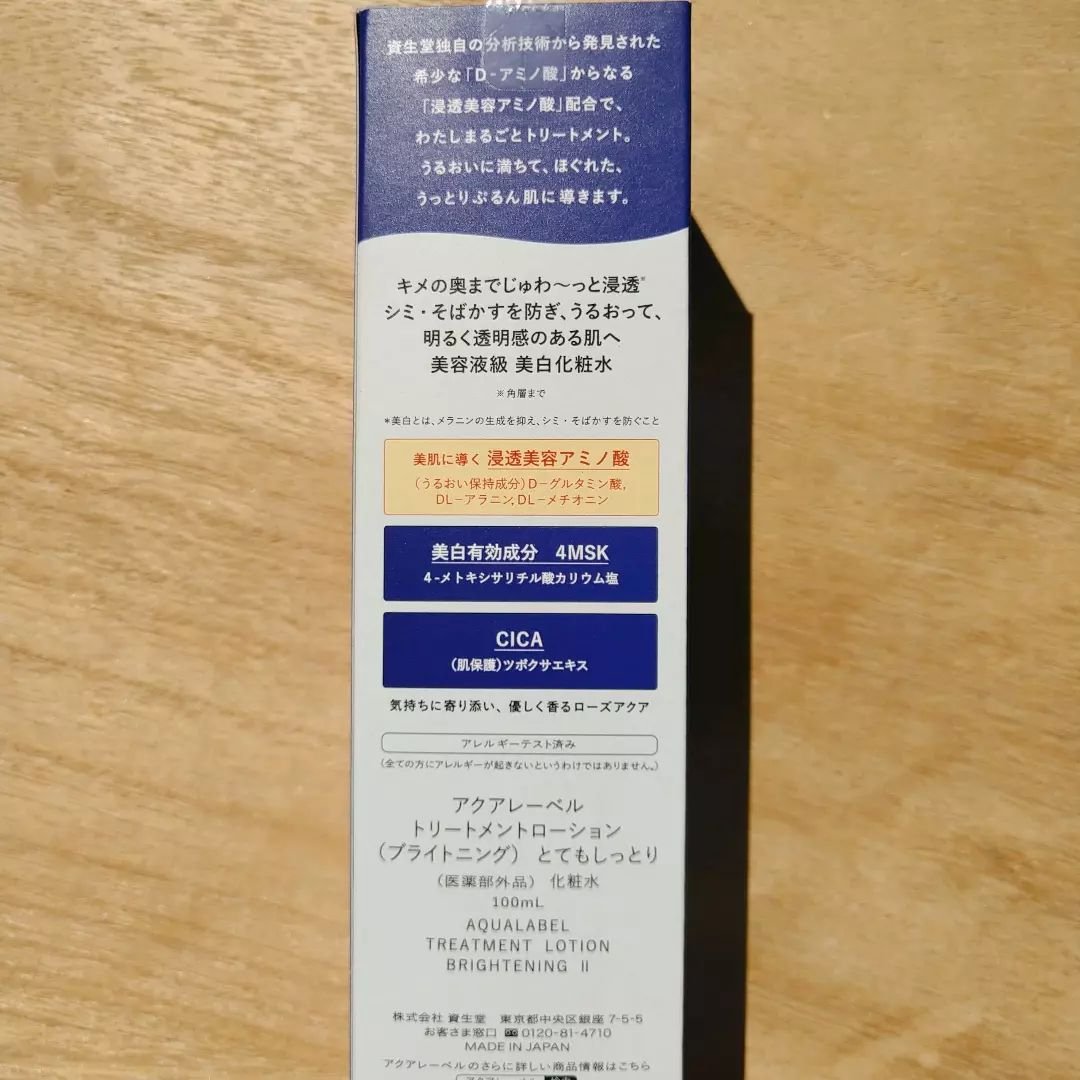 資生堂独自の分析技術から発見された
希少な「D-アミノ酸」からなる
「浸透美容アミノ酸」配合で、
わたしまるごとトリートメント。
うるおいに満ちて、ほぐれた、
うっとりぷるん肌に導きます。
キメの奥までじゅわ～っと浸透※
シミ・そばかすを防ぎ、うるおって、
明るく透明感のある肌へ
美容液級 美白化粧水
※角層まで
*美白とは、メラニンの生成を抑え、シミ・そばかすを防ぐこと
美肌に導く 浸透美容アミノ酸
（うるおい保持成分）D-グルタミン酸,
DL-アラニン,DL-メチオニン
美白有効成分 4MSK
4-メトキシサリチル酸カリウム塩
CICA
（肌保護）ツボクサエキス
気持ちに寄り添い、優しく香るローズアクア
アレルギーテスト済み
（全ての方にアレルギーが起きないというわけではありません。）
アクアレーベル
トリートメントローション
（ブライトニング） とてもしっとり
（医薬部外品） 化粧水
100mL
AQUALABEL
TREATMENT LOTION
BRIGHTENING II
株式会社 資生堂 東京都中央区銀座 7-5-5
お客さま窓口 0120-81-4710
MADE IN JAPAN
アクアレーベルのさらに詳しい商品情報はこちら
アクアレーベル 検索